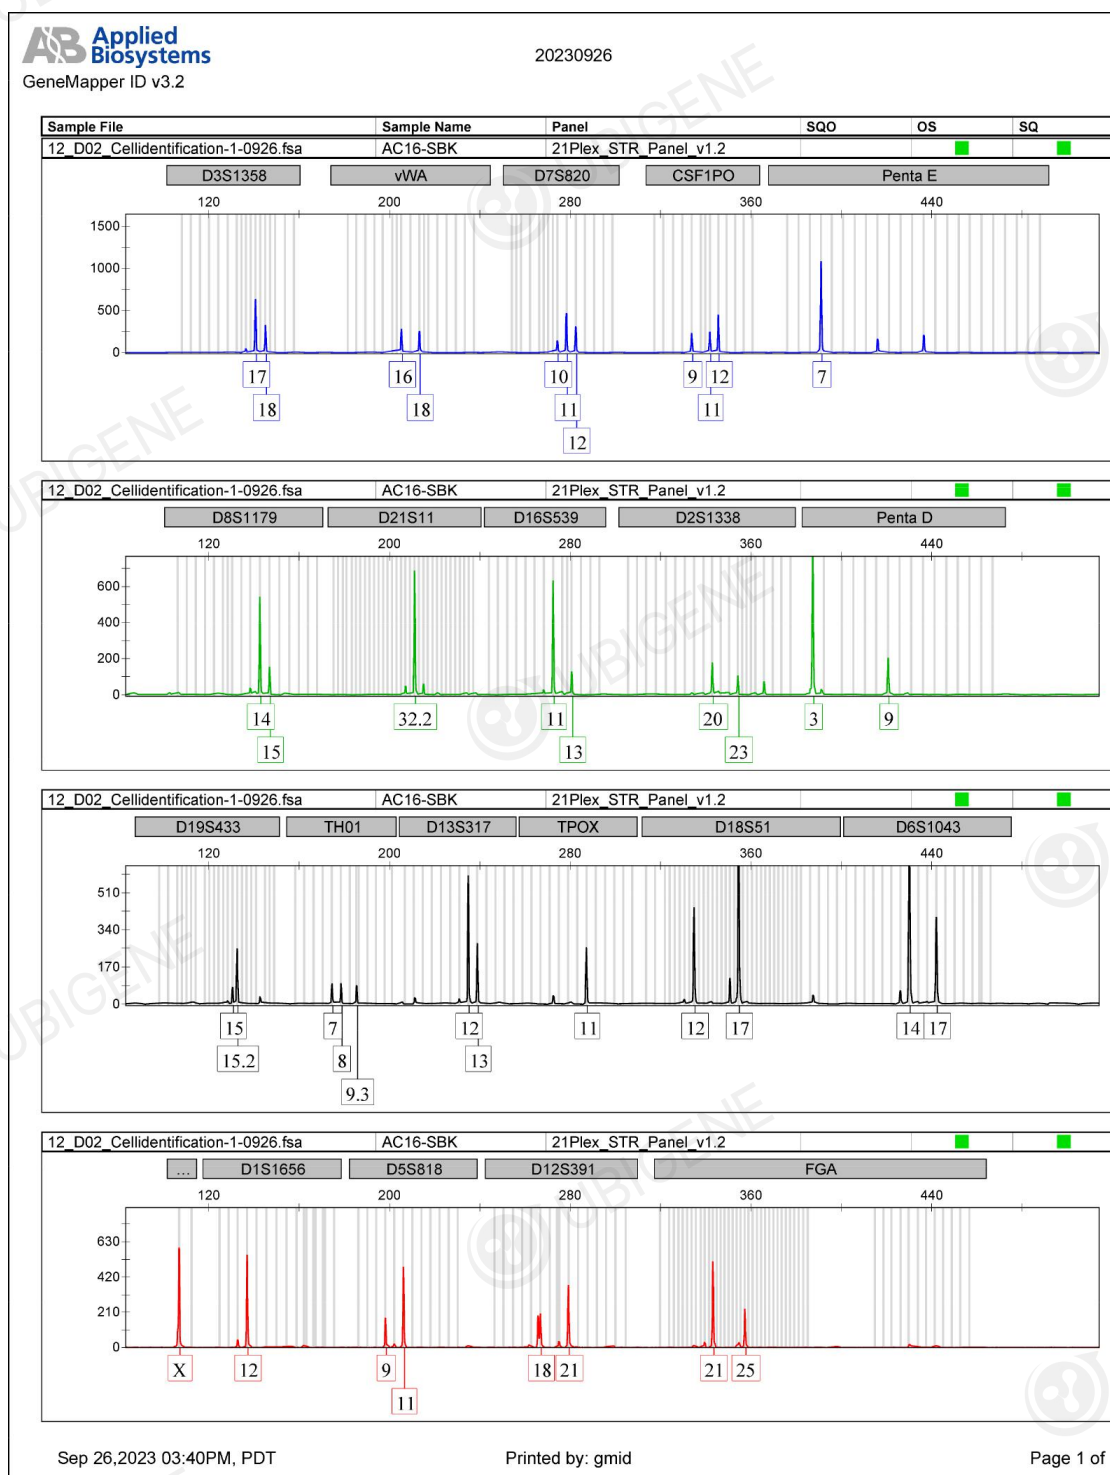 AB Applied Biosystems
20230926
GeneMapper ID v3.2
Sample File Sample Name Panel SQO OS SQ
12_D02_Cellidentification-1-0926.fsa AC16-SBK 21Plex_STR_Panel_v1.2
D3S1358 vWA D7S820 CSF1PO Penta E
120 200 280 360 440
1500
1000
500
0
17 16 10 9 12 7
18 18 11 11
12
12_D02_Cellidentification-1-0926.fsa AC16-SBK 21Plex_STR_Panel_v1.2
D8S1179 D21S11 D16S539 D2S1338 Penta D
120 200 280 360 440
600
400
200
0
14 32.2 11 20 3 9
15 13 23
12_D02_Cellidentification-1-0926.fsa AC16-SBK 21Plex_STR_Panel_v1.2
D19S433 TH01 D13S317 TPOX D18S51 D6S1043
120 200 280 360 440
510
340
170
0
15 7 12 11 12 17 14 17
15.2 8 13
9.3
12_D02_Cellidentification-1-0926.fsa AC16-SBK 21Plex_STR_Panel_v1.2
... D1S1656 D5S818 D12S391 FGA
120 200 280 360 440
630
420
210
0
X 12 9 18 21 21 25
11
Sep 26,2023 03:40PM, PDT Printed by: gmid Page 1 of
UBIGENE
UBIGENE
UBIGENE
UBIGENE
UBIGENE